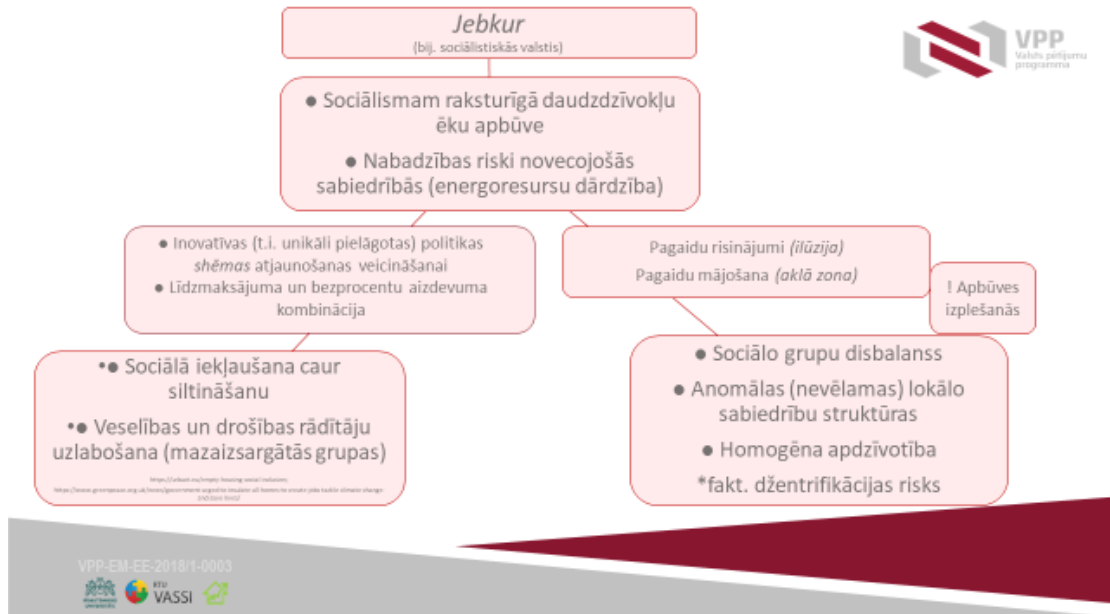 Jebkur
(bij. sociālistiskās valstis)
VPP
Valsts pētījumu
programma
● Sociālismam raksturīgā daudzdzīvokļu
ēku apbūve
● Nabadzības riski novecojošās
sabiedrībās (energoresursu dārdzība)
● Inovatīvas (t.i. unikāli pielāgotas) politikas
shēmas atjaunošanas veicināšanai
● Līdzmaksājuma un bezprocentu aizdevuma
kombinācija
Pagaidu risinājumi (ilūzija)
Pagaidu mājošana (aklā zona)
! Apbūves
izplešanās
•● Sociālā iekļaušana caur
siltināšanu
•● Veselības un drošības rādītāju
uzlabošana (mazaizsargātās grupas)
● Sociālo grupu disbalanss
● Anomālas (nevēlamas) lokālo
sabiedrību struktūras
● Homogēna apdzīvotība
*fakt. džentrifikācijas risks
VPP-EM-EE-2018/1-0003
RTU
VASSI